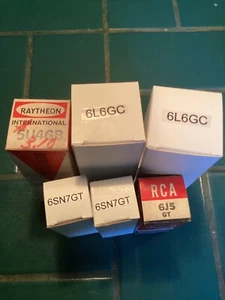 RAYTHEON
INTERNATIONAL
5U4GB
6L6GC
6L6GC
6SN7GT
6SN7GT
RCA
6J5
GT